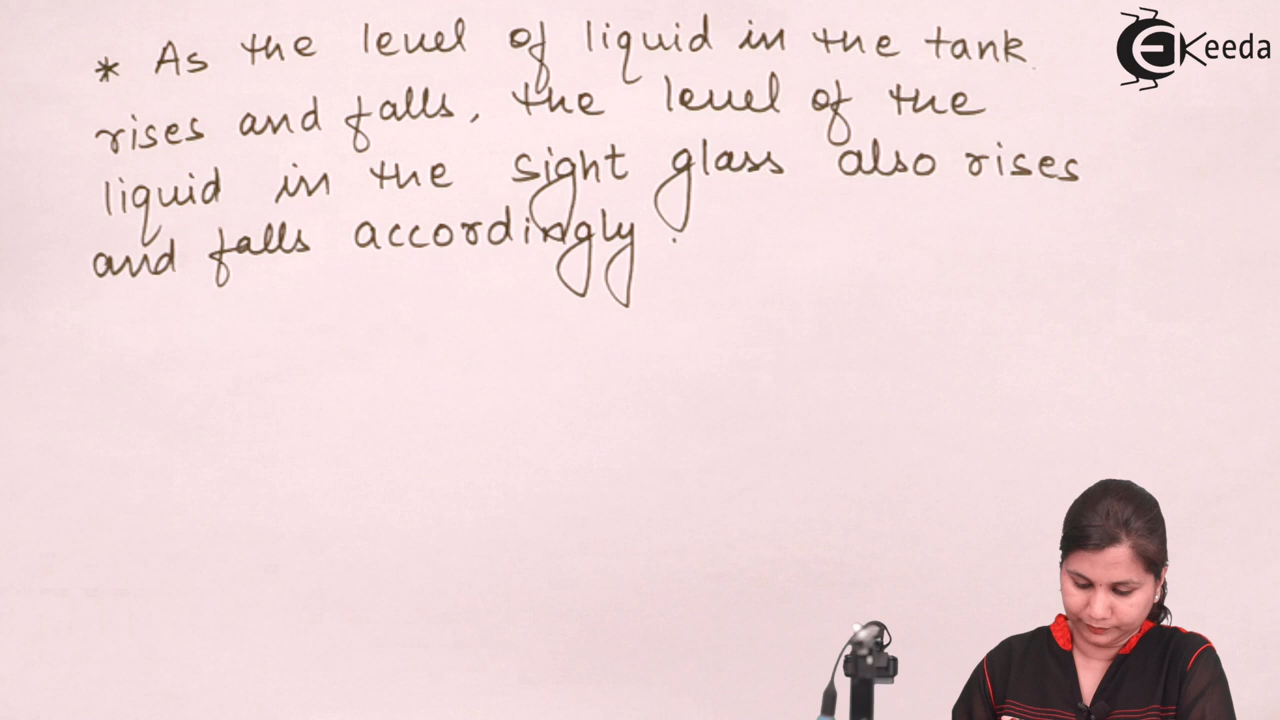 * As the level of liquid in the tank
rises and falls, the level of the
liquid in the sight glass also rises
and falls accordingly.
EKeeda